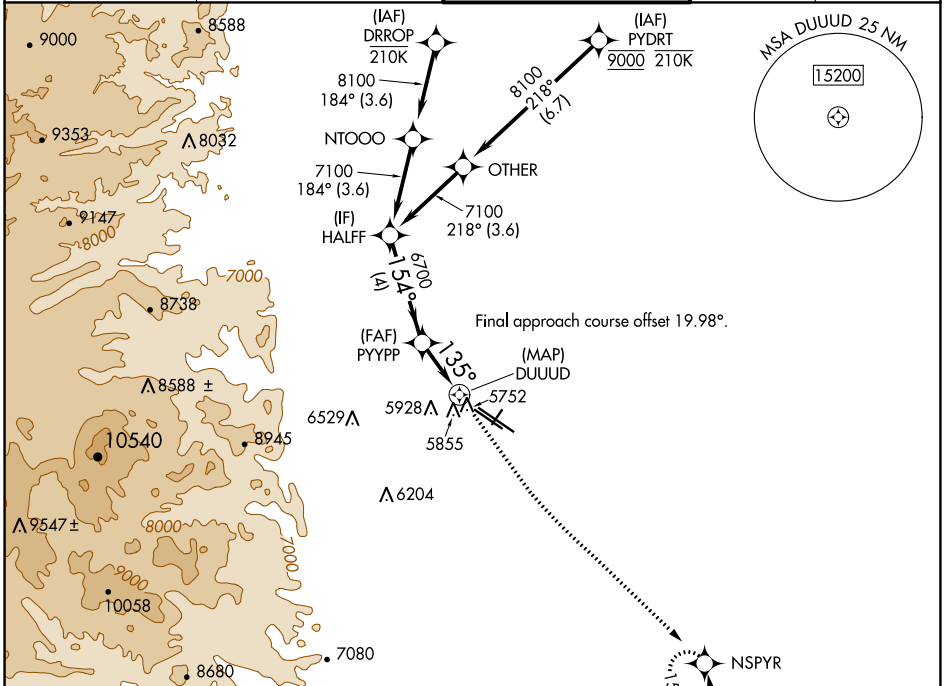 9000
8588
(IAF)
DRROP
210K
(IAF)
PYDRT
9000 210K
MSA DUUUD 25 NM
15200
8100
184° (3.6)
8100
218°
(6.7)
9353
8032
NTOOO
OTHER
7100
184° (3.6)
7100
218° (3.6)
(IF)
HALFF
9147
8000
7000
6700
154°
(4)
8738
Final approach course offset 19.98°.
(FAF)
PYYPP
135°
(MAP)
DUUUD
8588 ±
5752
6529
5928
5855
10540
8945
6204
9547 ±
8000
7000
9000
10058
7080
8680
NSPYR